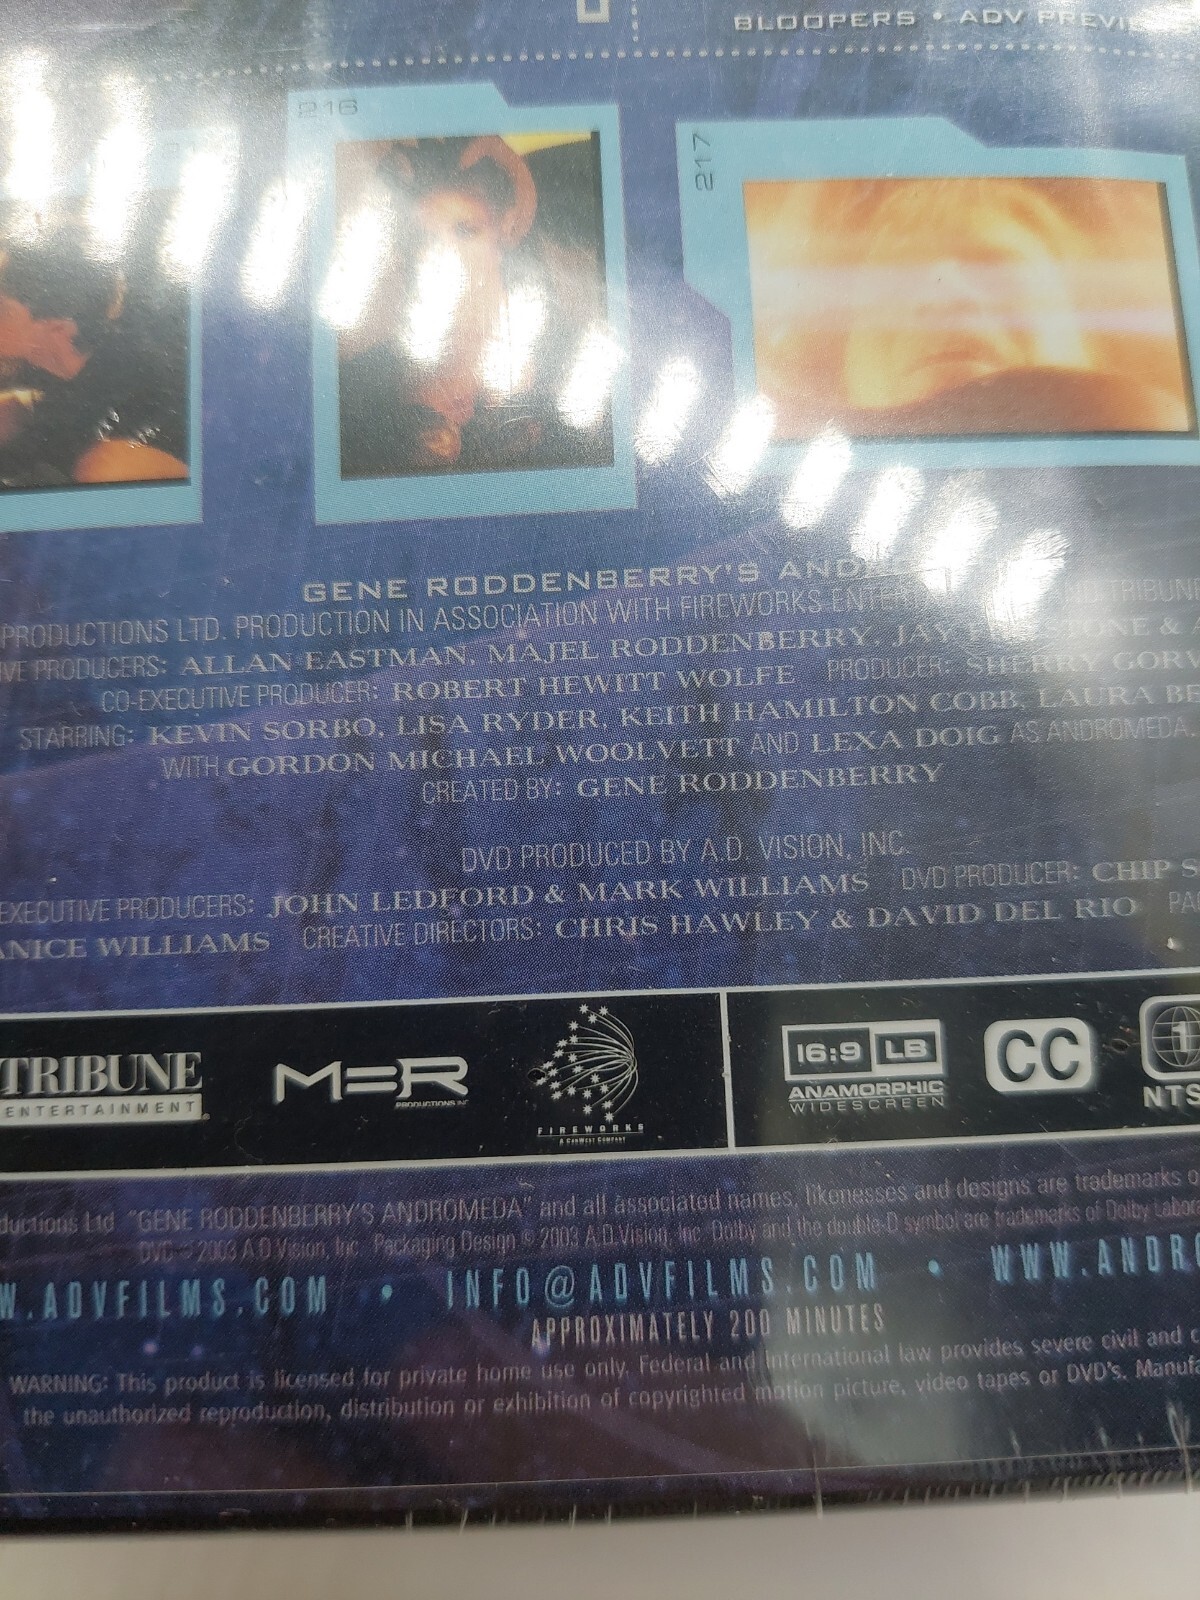 BLOOPERS • ADV
216
217
GENE RODDENBERRY'S
PRODUCTIONS LTD. PRODUCTION IN ASSOCIATION WITH FIREWORKS
PRODUCERS: ALLAN EASTMAN, MAJEL RODDENBERRY, JAY
CO-EXECUTIVE PRODUCER: ROBERT HEWITT WOLFE PRODUCER: SHERRY
STARRING: KEVIN SORBO, LISA RYDER, KEITH HAMILTON COBB, LAURA
WITH GORDON MICHAEL WOOLVETT AND LEXA DOIG AS ANDROMEDA.
CREATED BY: GENE RODDENBERRY
DVD PRODUCED BY A.D. VISION, INC.
EXECUTIVE PRODUCERS: JOHN LEDFORD & MARK WILLIAMS DVD PRODUCER: CHIP
WILLIAMS CREATIVE DIRECTORS: CHRIS HAWLEY & DAVID DEL RIO
TRIBUNE
ENTERTAINMENT
MBR
PRODUCTIONS INC
FIREWORKS
A CANWEST COMPANY
16:9 LB
ANAMORPHIC
WIDESCREEN
CC
1
"GENE RODDENBERRY'S ANDROMEDA" and all associated names, likenesses and designs are trademarks
DVD © 2003 A.D.Vision, Inc. Packaging Design © 2003 A.D.Vision, Inc. Dolby and the double-D symbol are trademarks of Dolby
.ADVFILMS.COM • INFO@ADVFILMS.COM •
APPROXIMATELY 200 MINUTES
WARNING: This product is licensed for private home use only. Federal and international law provides severe civil and
the unauthorized reproduction, distribution or exhibition of copyrighted motion picture, video tapes or DVD's.